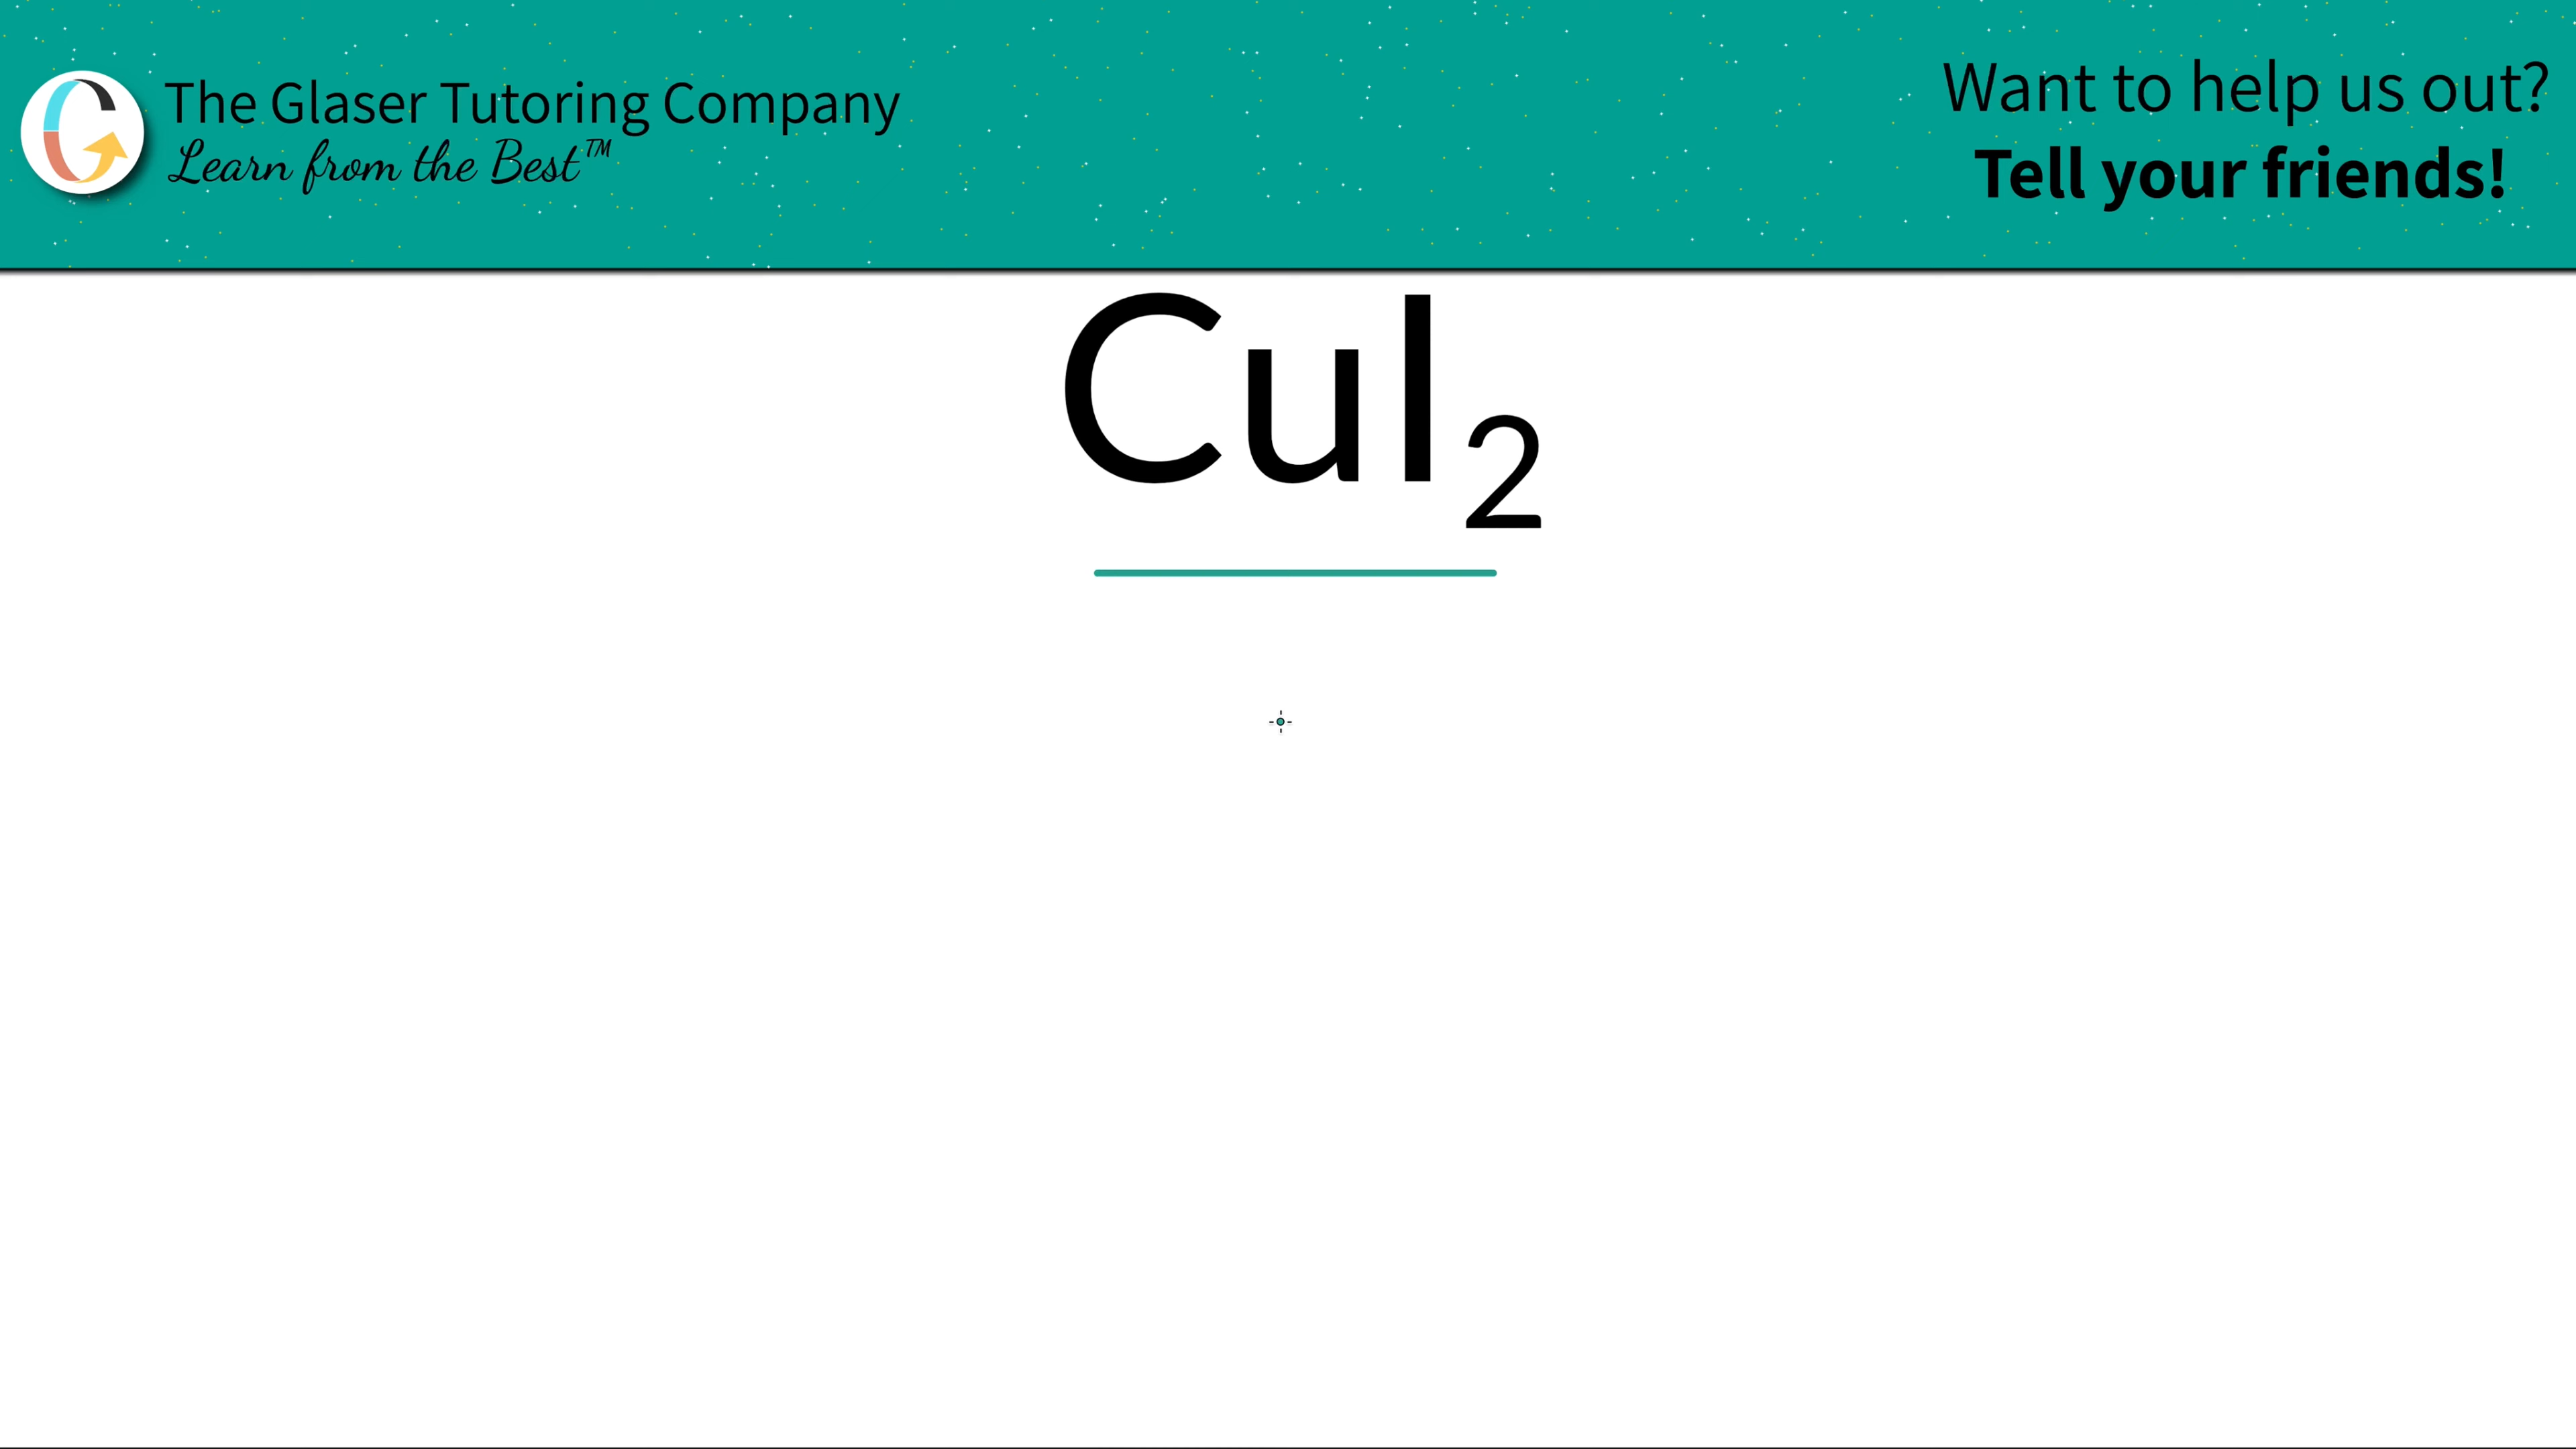 The Glaser Tutoring Company
Learn from the Best™
Want to help us out?
Tell your friends!
CuI₂